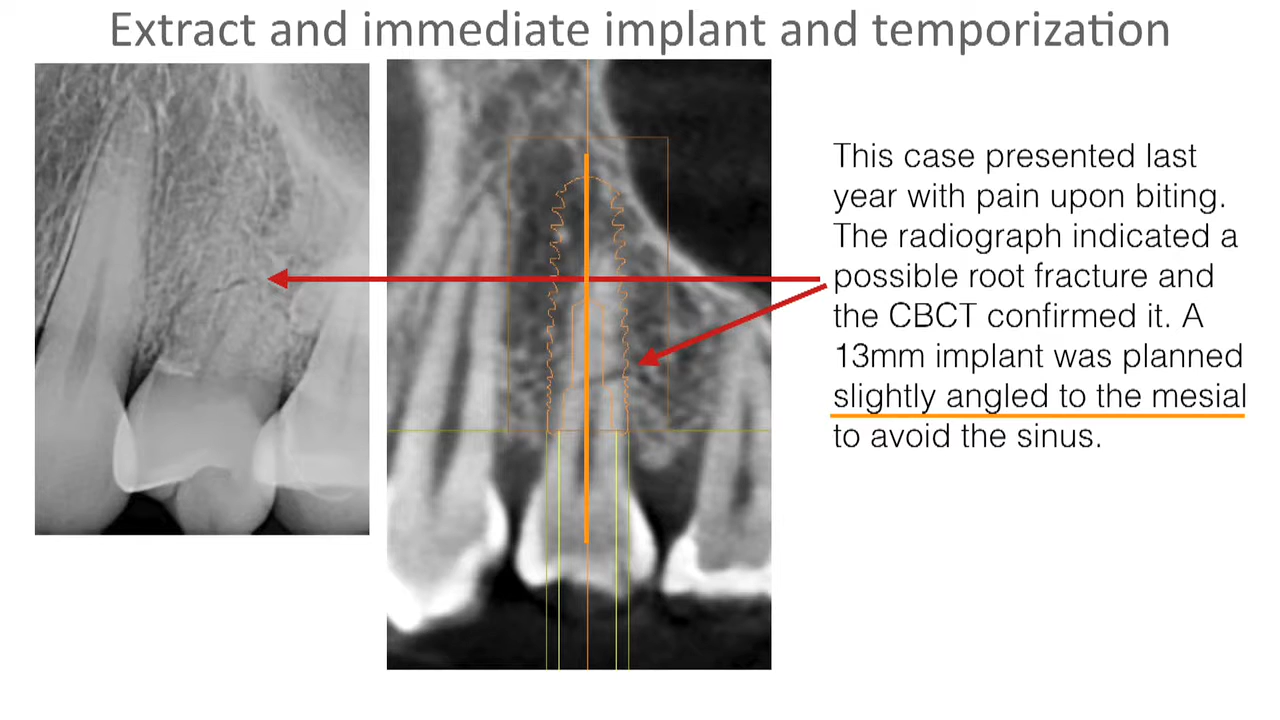 Extract and immediate implant and temporization
This case presented last
year with pain upon biting.
The radiograph indicated a
possible root fracture and
the CBCT confirmed it. A
13mm implant was planned
slightly angled to the mesial
to avoid the sinus.